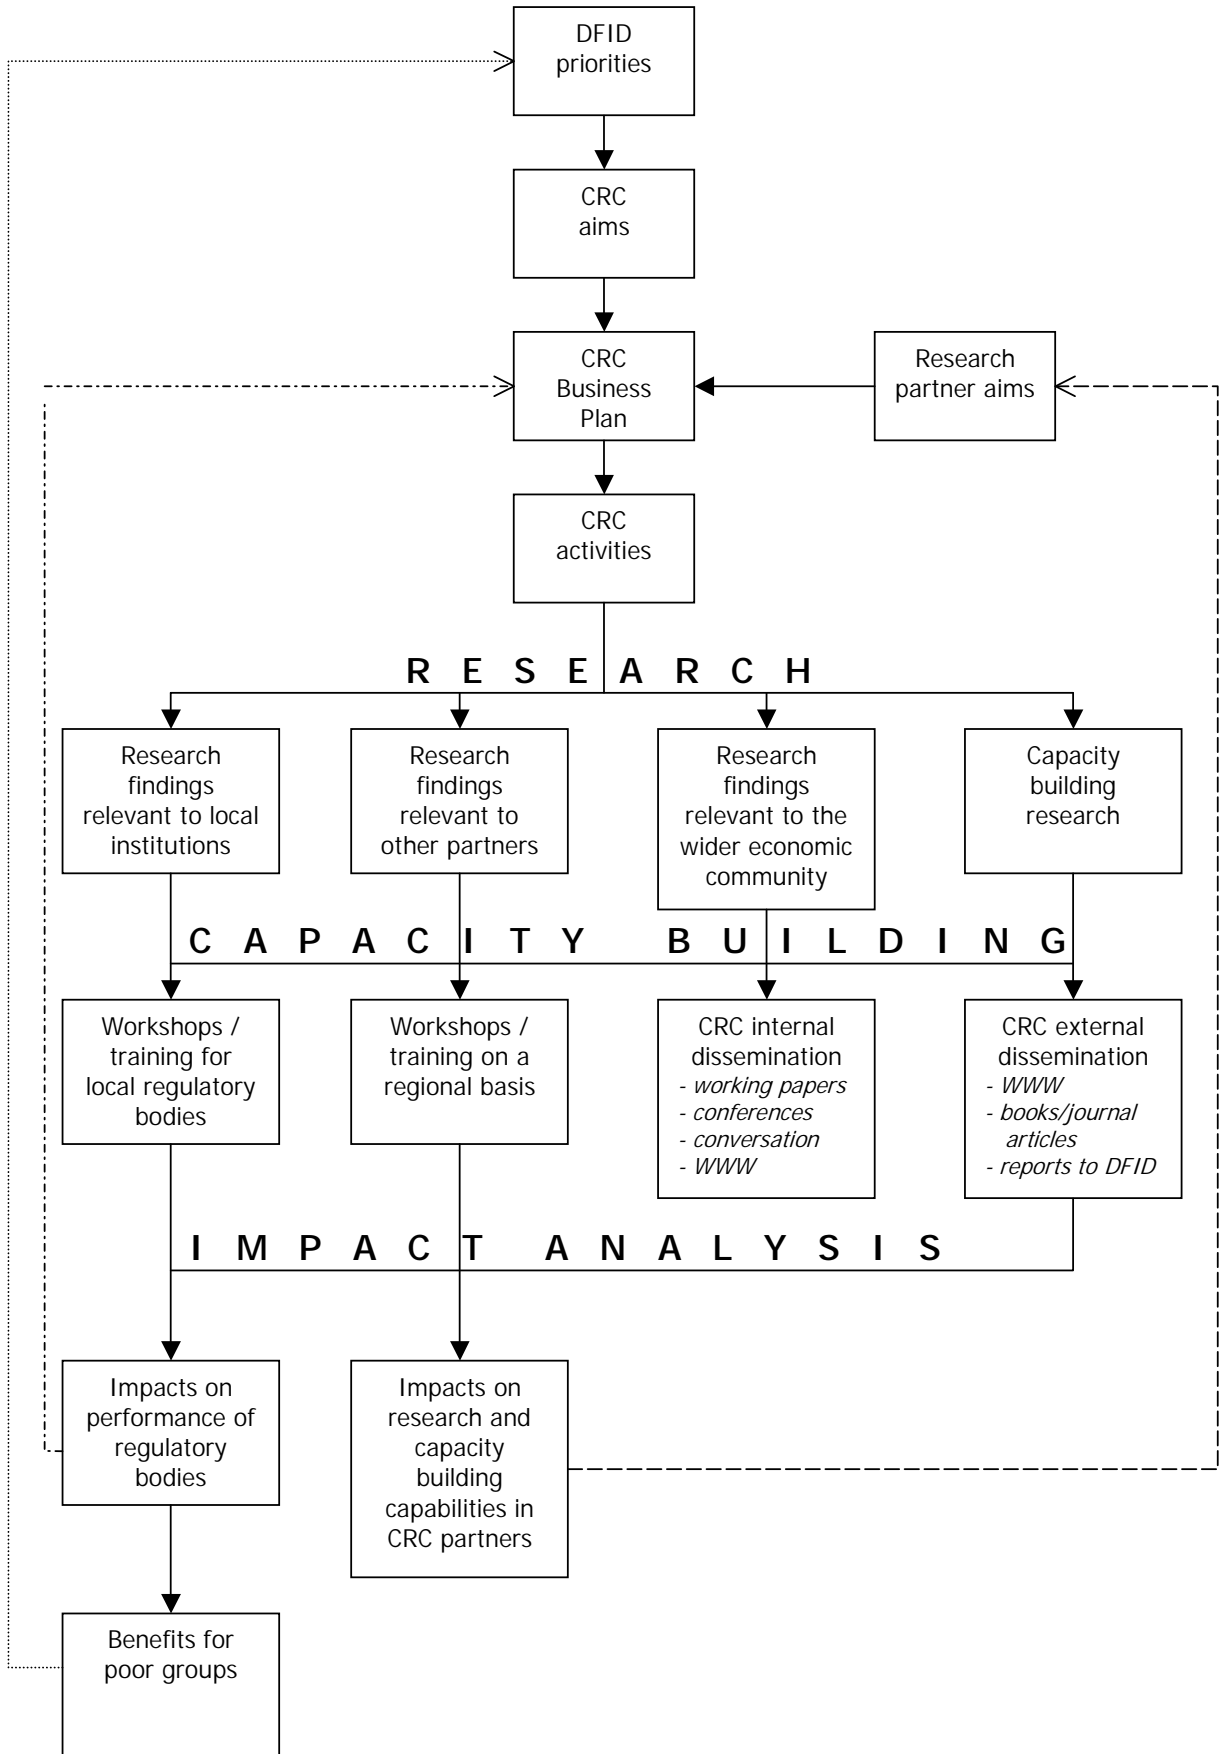 DFID
priorities
CRC
aims
CRC
Business
Plan
Research
partner aims
CRC
activities
R E S E A R C H
Research
findings
relevant to local
institutions
Research
findings
relevant to
other partners
Research
findings
relevant to the
wider economic
community
Capacity
building
research
C A P A C I T Y B U I L D I N G
Workshops /
training for
local regulatory
bodies
Workshops /
training on a
regional basis
CRC internal
dissemination
- working papers
- conferences
- conversation
- WWW
CRC external
dissemination
- WWW
- books/journal
articles
- reports to DFID
I M P A C T A N A L Y S I S
Impacts on
performance of
regulatory
bodies
Impacts on
research and
capacity
building
capabilities in
CRC partners
Benefits for
poor groups